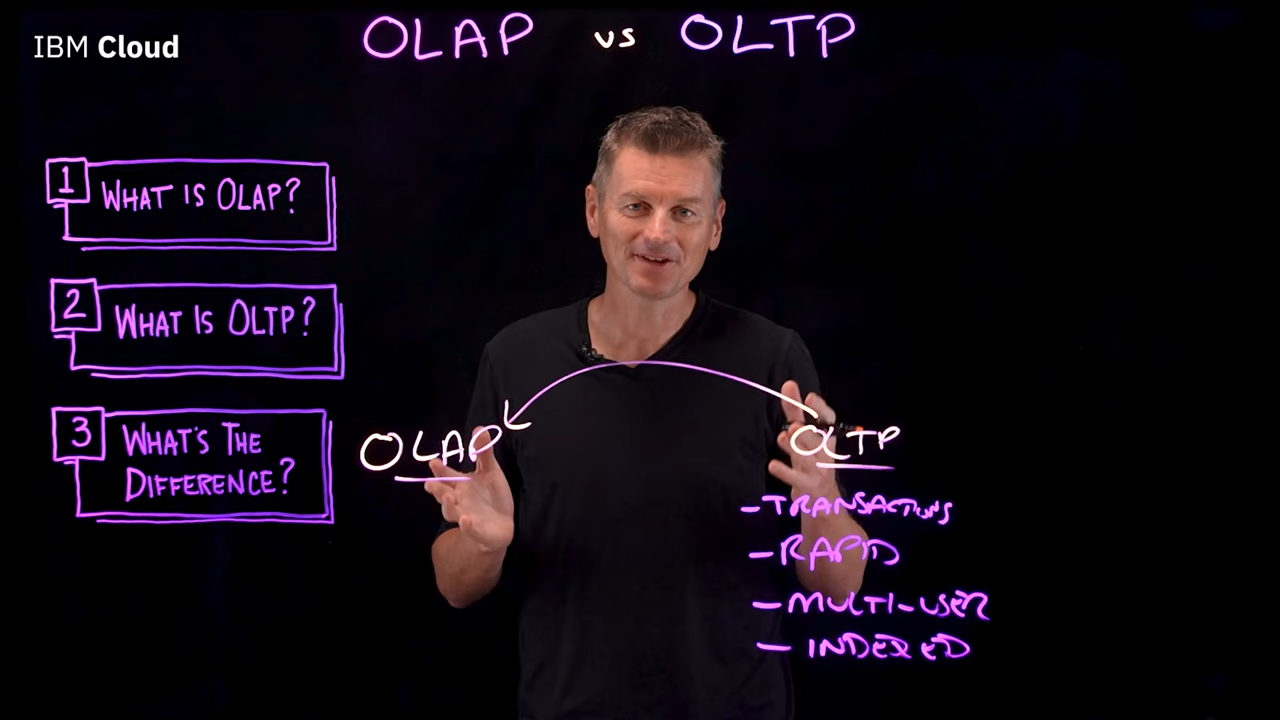 IBM Cloud
OLAP vs OLTP
1 WHAT IS OLAP?
2 WHAT IS OLTP?
3 WHAT'S THE
DIFFERENCE?
OLAP
OLTP
- TRANSACTIONS
- RAPID
- MULTI-USER
- INDEXED